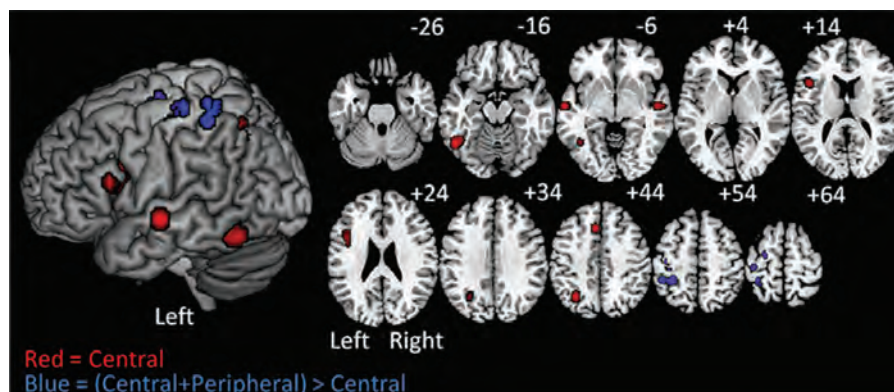 -26 -16 -6 +4 +14
+24 +34 +44 +54 +64
Left
Left Right
Red = Central
Blue = (Central+Peripheral) > Central